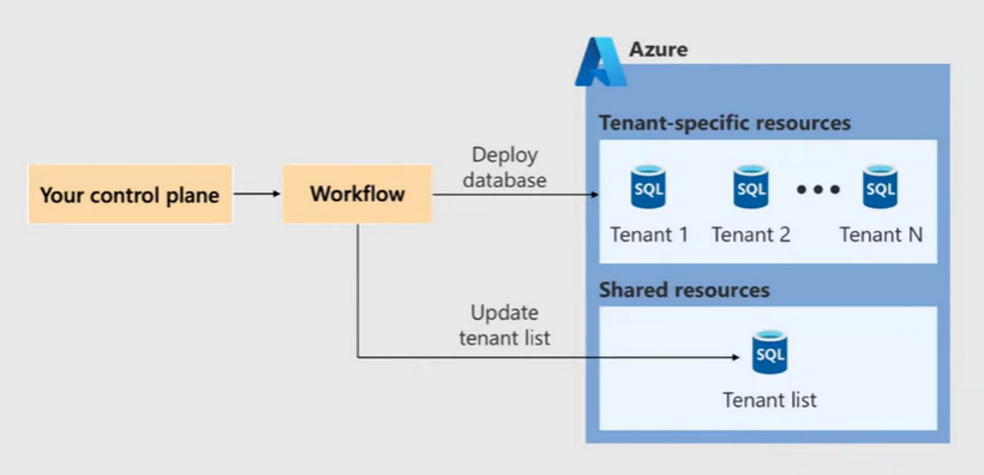 Azure
Tenant-specific resources
Deploy
database
Your control plane
Workflow
SQL
SQL
SQL
Tenant 1
Tenant 2
Tenant N
Shared resources
Update
tenant list
SQL
Tenant list